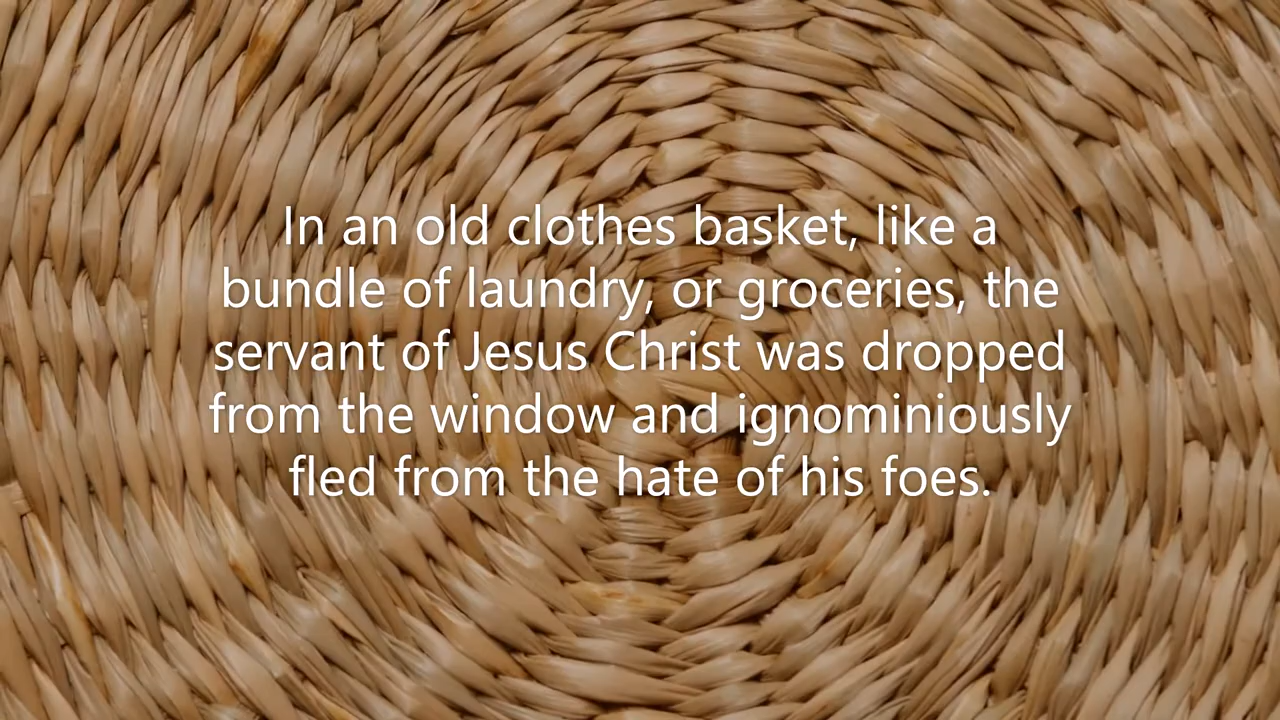 In an old clothes basket, like a
bundle of laundry, or groceries, the
servant of Jesus Christ was dropped
from the window and ignominiously
fled from the hate of his foes.